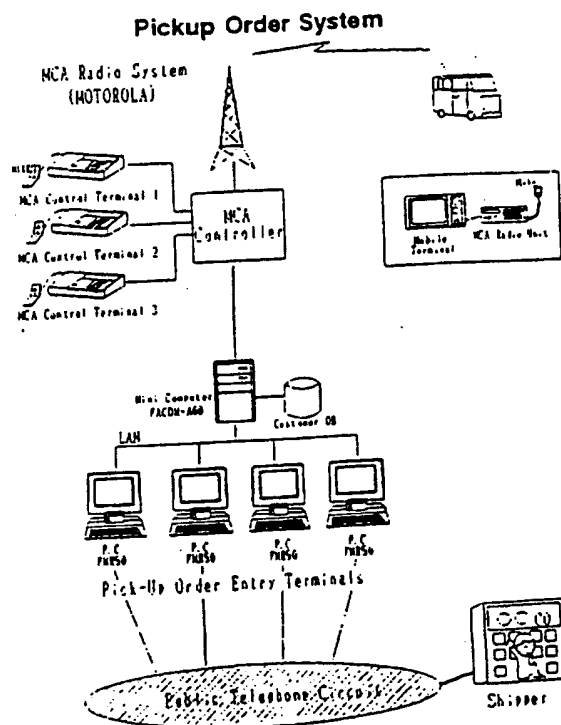 Pickup Order System
MCA Radio System
(MOTOROLA)
MCA Control Terminal 1
MCA Control Terminal 2
MCA Control Terminal 3
MCA
Controller
Mobile
Terminal
MCA Radio Unit
Mini Computer
FACOM-A60
Customer DB
LAN
P.C
P.C
P.C
P.C
Pick-Up Order Entry Terminals
Public Telephone Circuit
Shipper